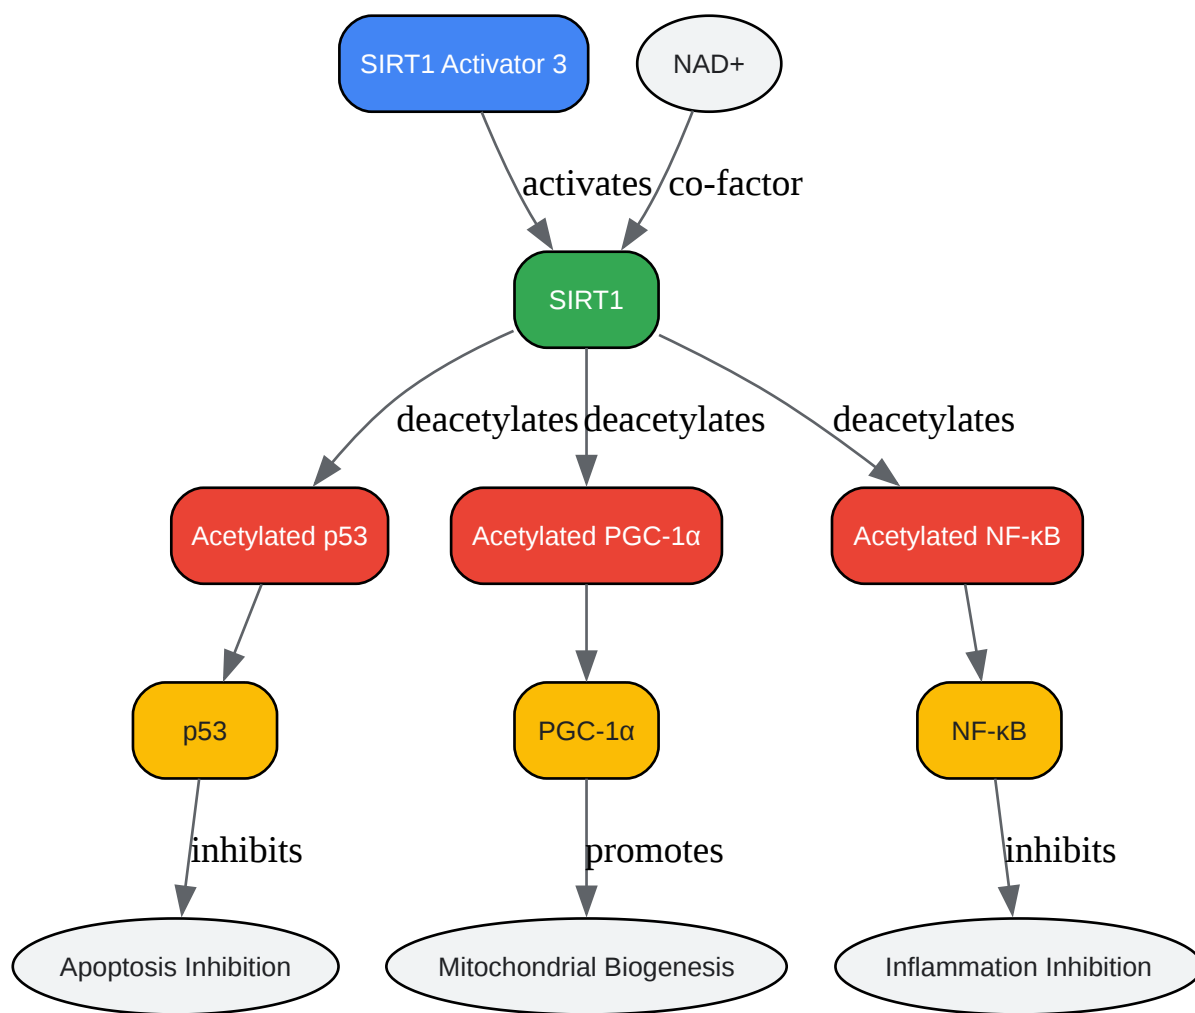 SIRT1 Activator 3
NAD+
activates
co-factor
SIRT1
deacetylates
deacetylates
deacetylates
Acetylated p53
Acetylated PGC-1α
Acetylated NF-κB
p53
PGC-1α
NF-κB
inhibits
promotes
inhibits
Apoptosis Inhibition
Mitochondrial Biogenesis
Inflammation Inhibition